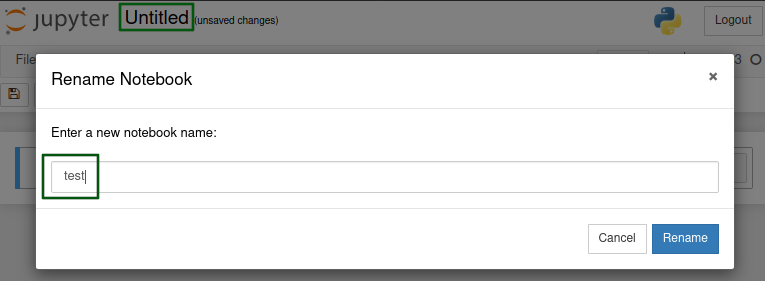 jupyter Untitled (unsaved changes) Logout
File 3
Rename Notebook ×
Enter a new notebook name:
test
Cancel Rename